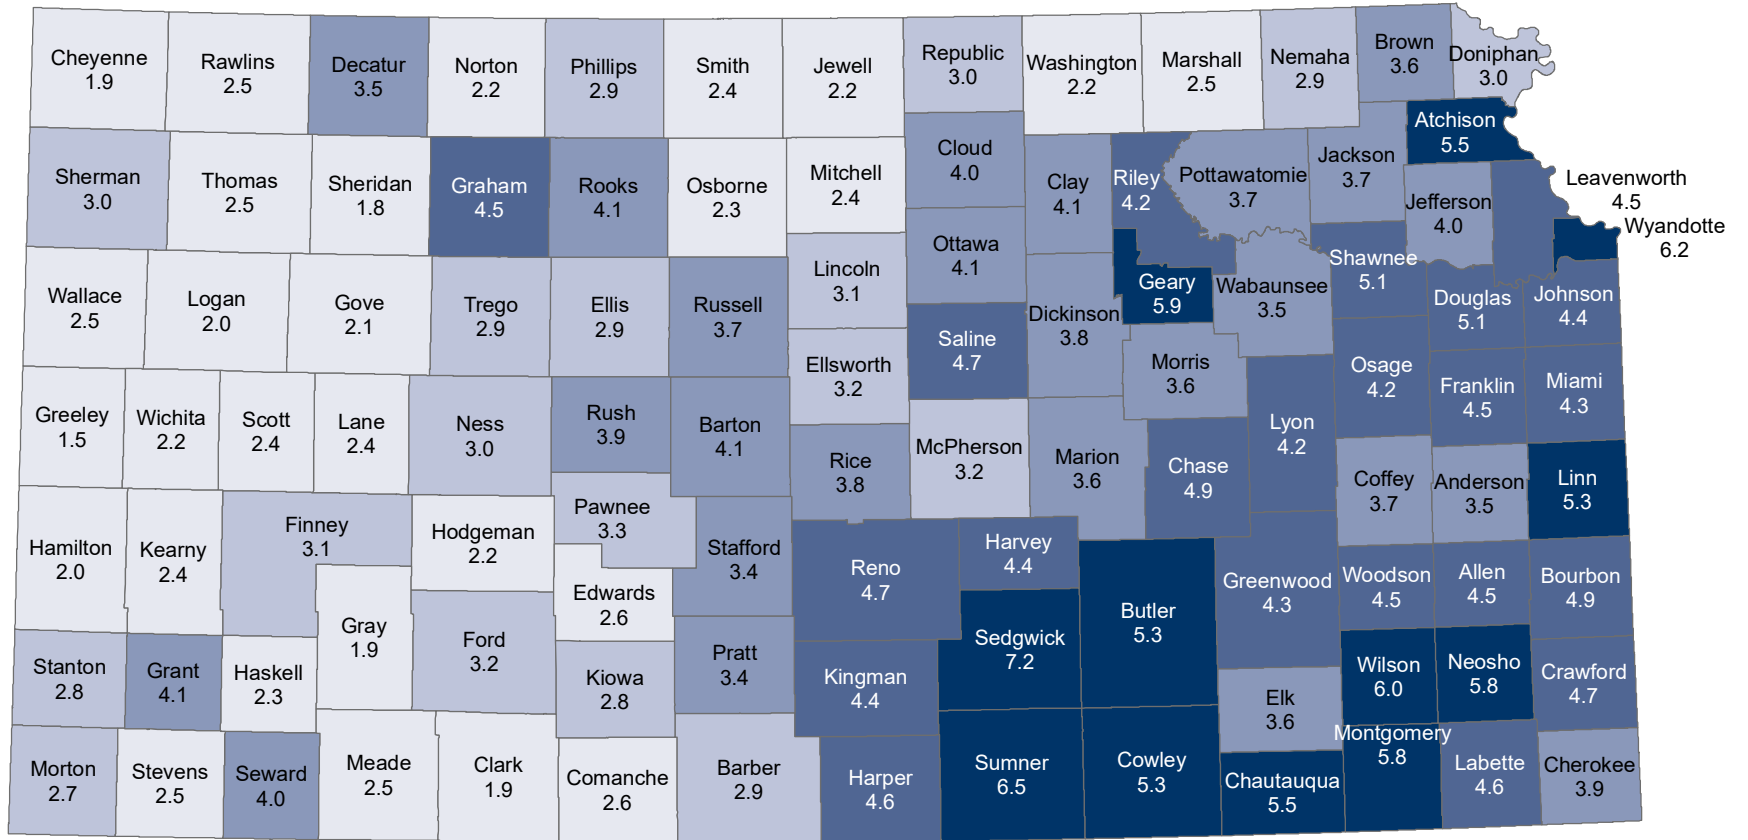 Cheyenne
1.9
Rawlins
2.5
Decatur
3.5
Norton
2.2
Phillips
2.9
Smith
2.4
Jewell
2.2
Republic
3.0
Washington
2.2
Marshall
2.5
Nemaha
2.9
Brown
3.6
Doniphan
3.0
Atchison
5.5
Sherman
3.0
Thomas
2.5
Sheridan
1.8
Graham
4.5
Rooks
4.1
Osborne
2.3
Mitchell
2.4
Cloud
4.0
Clay
4.1
Riley
4.2
Pottawatomie
3.7
Jackson
3.7
Jefferson
4.0
Leavenworth
4.5
Wyandotte
6.2
Wallace
2.5
Logan
2.0
Gove
2.1
Trego
2.9
Ellis
2.9
Russell
3.7
Lincoln
3.1
Ottawa
4.1
Dickinson
3.8
Geary
5.9
Wabaunsee
3.5
Shawnee
5.1
Douglas
5.1
Johnson
4.4
Saline
4.7
Ellsworth
3.2
Morris
3.6
Osage
4.2
Franklin
4.5
Miami
4.3
Greeley
1.5
Wichita
2.2
Scott
2.4
Lane
2.4
Ness
3.0
Rush
3.9
Barton
4.1
Rice
3.8
McPherson
3.2
Marion
3.6
Chase
4.9
Lyon
4.2
Coffey
3.7
Anderson
3.5
Linn
5.3
Hamilton
2.0
Kearny
2.4
Finney
3.1
Hodgeman
2.2
Pawnee
3.3
Stafford
3.4
Edwards
2.6
Reno
4.7
Harvey
4.4
Butler
5.3
Greenwood
4.3
Woodson
4.5
Allen
4.5
Bourbon
4.9
Gray
1.9
Ford
3.2
Sedgwick
7.2
Stanton
2.8
Grant
4.1
Haskell
2.3
Kiowa
2.8
Pratt
3.4
Kingman
4.4
Elk
3.6
Wilson
6.0
Neosho
5.8
Crawford
4.7
Morton
2.7
Stevens
2.5
Seward
4.0
Meade
2.5
Clark
1.9
Comanche
2.6
Barber
2.9
Harper
4.6
Sumner
6.5
Cowley
5.3
Chautauqua
5.5
Montgomery
5.8
Labette
4.6
Cherokee
3.9